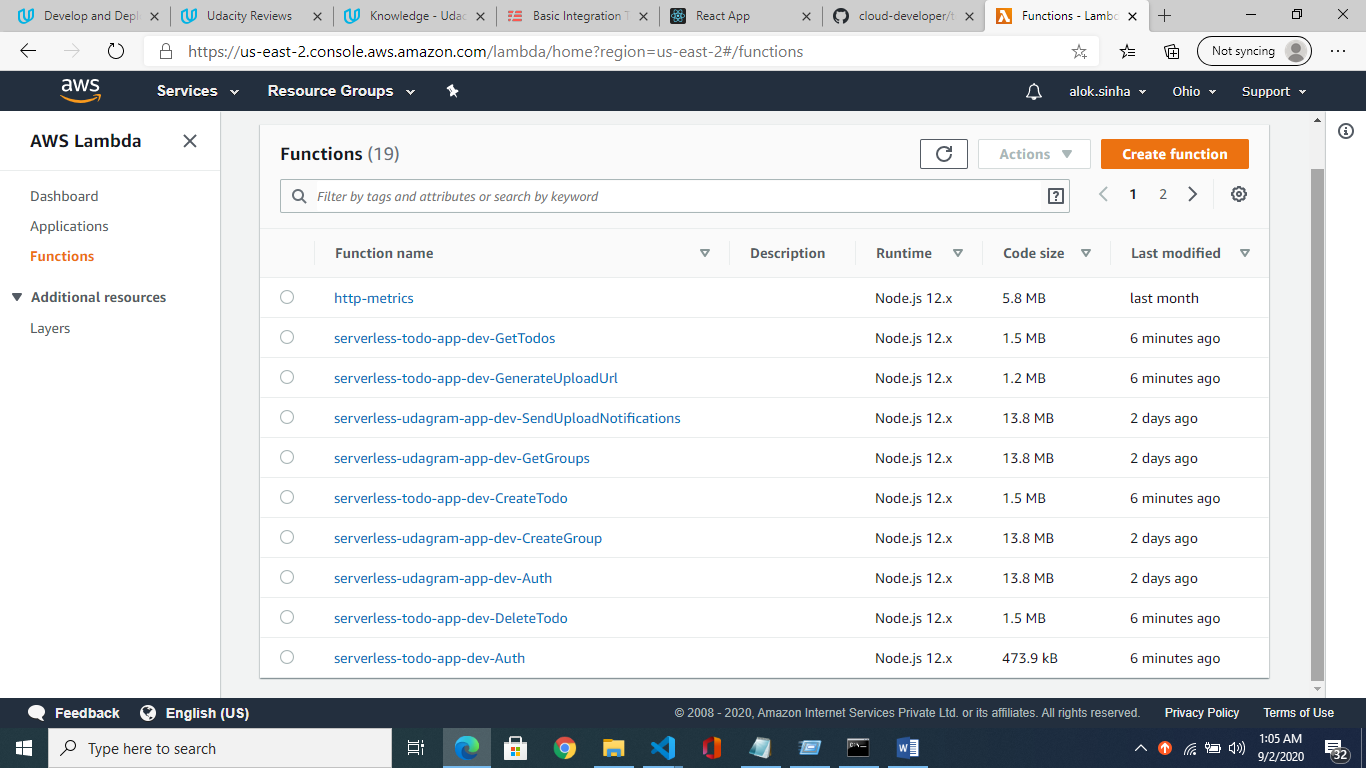 Develop and Depl
Udacity Reviews
Knowledge - Udac
Basic Integration T
React App
cloud-developer/t
Functions - Lambd
https://us-east-2.console.aws.amazon.com/lambda/home?region=us-east-2#/functions
Not syncing
aws Services Resource Groups alok.sinha Ohio Support
AWS Lambda
Dashboard
Applications
Functions
Additional resources
Layers
Functions (19) Actions Create function
Filter by tags and attributes or search by keyword 1 2
Function name Description Runtime Code size Last modified
http-metrics Node.js 12.x 5.8 MB last month
serverless-todo-app-dev-GetTodos Node.js 12.x 1.5 MB 6 minutes ago
serverless-todo-app-dev-GenerateUploadUrl Node.js 12.x 1.2 MB 6 minutes ago
serverless-udagram-app-dev-SendUploadNotifications Node.js 12.x 13.8 MB 2 days ago
serverless-udagram-app-dev-GetGroups Node.js 12.x 13.8 MB 2 days ago
serverless-todo-app-dev-CreateTodo Node.js 12.x 1.5 MB 6 minutes ago
serverless-udagram-app-dev-CreateGroup Node.js 12.x 13.8 MB 2 days ago
serverless-udagram-app-dev-Auth Node.js 12.x 13.8 MB 2 days ago
serverless-todo-app-dev-DeleteTodo Node.js 12.x 1.5 MB 6 minutes ago
serverless-todo-app-dev-Auth Node.js 12.x 473.9 kB 6 minutes ago
Feedback English (US) © 2008 - 2020, Amazon Internet Services Private Ltd. or its affiliates. All rights reserved. Privacy Policy Terms of Use
Type here to search
1:05 AM
9/2/2020
32